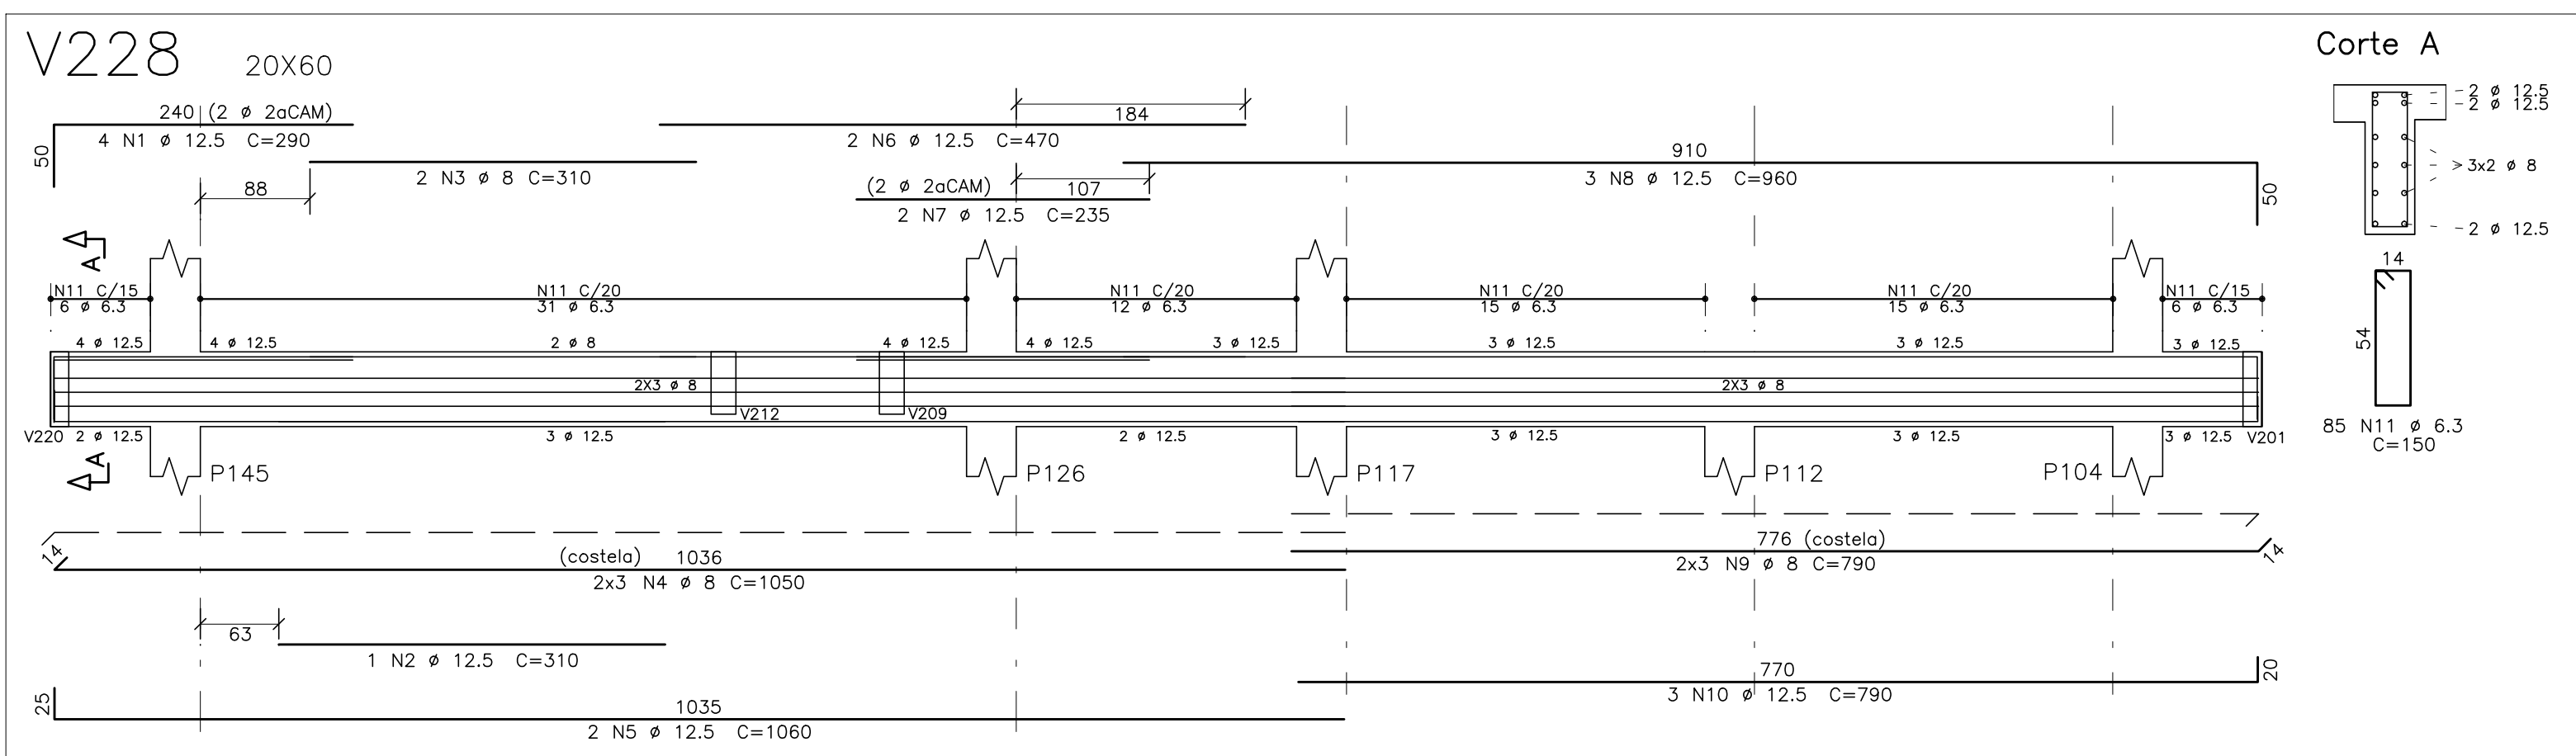 V228 20X60
Corte A
240 (2 ø 2aCAM)
4 N1 ø 12.5 C=290
50
184
2 N6 ø 12.5 C=470
910
3 N8 ø 12.5 C=960
50
2 N3 ø 8 C=310
88
(2 ø 2aCAM) 107
2 N7 ø 12.5 C=235
2 ø 12.5
2 ø 12.5
3x2 ø 8
2 ø 12.5
A
N11 C/15
6 ø 6.3
N11 C/20
31 ø 6.3
N11 C/20
12 ø 6.3
N11 C/20
15 ø 6.3
N11 C/20
15 ø 6.3
N11 C/15
6 ø 6.3
14
54
85 N11 ø 6.3
C=150
4 ø 12.5 4 ø 12.5 2 ø 8 4 ø 12.5 4 ø 12.5 3 ø 12.5 3 ø 12.5 3 ø 12.5 3 ø 12.5
2X3 ø 8 2X3 ø 8
V212 V209
V220 2 ø 12.5 3 ø 12.5 2 ø 12.5 3 ø 12.5 3 ø 12.5 3 ø 12.5 V201
A
P145 P126 P117 P112 P104
14
(costela) 1036
2x3 N4 ø 8 C=1050
776 (costela)
2x3 N9 ø 8 C=790
14
63
1 N2 ø 12.5 C=310
770
3 N10 ø 12.5 C=790
20
25
1035
2 N5 ø 12.5 C=1060